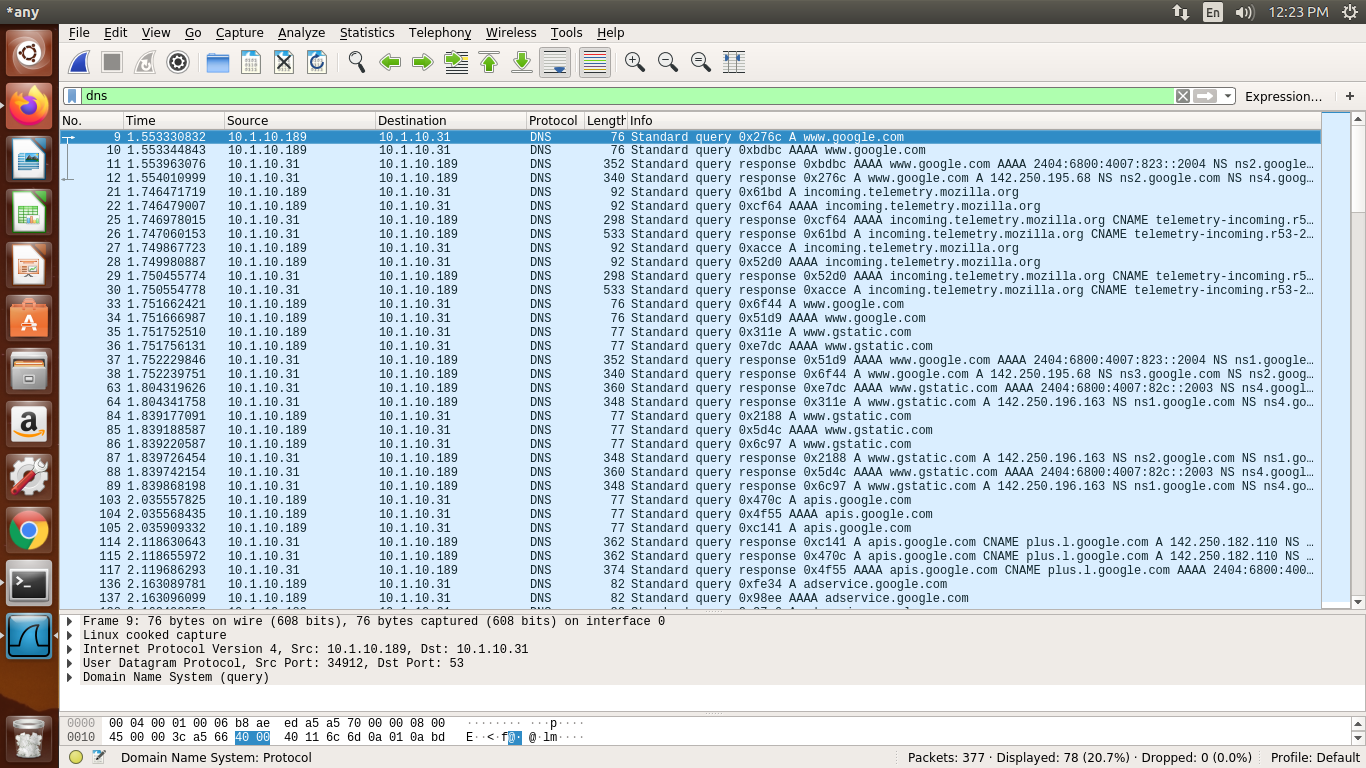 *any
En
12:23 PM
File Edit View Go Capture Analyze Statistics Telephony Wireless Tools Help
dns
Expression… +
No. Time Source Destination Protocol Length Info
9 1.553330832 10.1.10.189 10.1.10.31 DNS 76 Standard query 0x276c A www.google.com
10 1.553344843 10.1.10.189 10.1.10.31 DNS 76 Standard query 0xbdbc AAAA www.google.com
11 1.553963076 10.1.10.31 10.1.10.189 DNS 352 Standard query response 0xbdbc AAAA www.google.com AAAA 2404:6800:4007:823::2004 NS ns2.google…
12 1.554010999 10.1.10.31 10.1.10.189 DNS 340 Standard query response 0x276c A www.google.com A 142.250.195.68 NS ns2.google.com NS ns4.goog…
21 1.746471719 10.1.10.189 10.1.10.31 DNS 92 Standard query 0x61bd A incoming.telemetry.mozilla.org
22 1.746479007 10.1.10.189 10.1.10.31 DNS 92 Standard query 0xcf64 AAAA incoming.telemetry.mozilla.org
25 1.746978015 10.1.10.31 10.1.10.189 DNS 298 Standard query response 0xcf64 AAAA incoming.telemetry.mozilla.org CNAME telemetry-incoming.r5…
26 1.747060153 10.1.10.31 10.1.10.189 DNS 533 Standard query response 0x61bd A incoming.telemetry.mozilla.org CNAME telemetry-incoming.r53-2…
27 1.749867723 10.1.10.189 10.1.10.31 DNS 92 Standard query 0xacce A incoming.telemetry.mozilla.org
28 1.749980887 10.1.10.189 10.1.10.31 DNS 92 Standard query 0x52d0 AAAA incoming.telemetry.mozilla.org
29 1.750455774 10.1.10.31 10.1.10.189 DNS 298 Standard query response 0x52d0 AAAA incoming.telemetry.mozilla.org CNAME telemetry-incoming.r5…
30 1.750554778 10.1.10.31 10.1.10.189 DNS 533 Standard query response 0xacce A incoming.telemetry.mozilla.org CNAME telemetry-incoming.r53-2…
33 1.751662421 10.1.10.189 10.1.10.31 DNS 76 Standard query 0x6f44 A www.google.com
34 1.751666987 10.1.10.189 10.1.10.31 DNS 76 Standard query 0x51d9 AAAA www.google.com
35 1.751752510 10.1.10.189 10.1.10.31 DNS 77 Standard query 0x311e A www.gstatic.com
36 1.751756131 10.1.10.189 10.1.10.31 DNS 77 Standard query 0xe7dc AAAA www.gstatic.com
37 1.752229846 10.1.10.31 10.1.10.189 DNS 352 Standard query response 0x51d9 AAAA www.google.com AAAA 2404:6800:4007:823::2004 NS ns1.google…
38 1.752239751 10.1.10.31 10.1.10.189 DNS 340 Standard query response 0x6f44 A www.google.com A 142.250.195.68 NS ns3.google.com NS ns2.goog…
63 1.804319626 10.1.10.31 10.1.10.189 DNS 360 Standard query response 0xe7dc AAAA www.gstatic.com AAAA 2404:6800:4007:82c::2003 NS ns4.googl…
64 1.804341758 10.1.10.31 10.1.10.189 DNS 348 Standard query response 0x311e A www.gstatic.com A 142.250.196.163 NS ns1.google.com NS ns4.go…
84 1.839177091 10.1.10.189 10.1.10.31 DNS 77 Standard query 0x2188 A www.gstatic.com
85 1.839188587 10.1.10.189 10.1.10.31 DNS 77 Standard query 0x5d4c AAAA www.gstatic.com
86 1.839220587 10.1.10.189 10.1.10.31 DNS 77 Standard query 0x6c97 A www.gstatic.com
87 1.839726454 10.1.10.31 10.1.10.189 DNS 348 Standard query response 0x2188 A www.gstatic.com A 142.250.196.163 NS ns2.google.com NS ns1.go…
88 1.839742154 10.1.10.31 10.1.10.189 DNS 360 Standard query response 0x5d4c AAAA www.gstatic.com AAAA 2404:6800:4007:82c::2003 NS ns4.googl…
89 1.839868198 10.1.10.31 10.1.10.189 DNS 348 Standard query response 0x6c97 A www.gstatic.com A 142.250.196.163 NS ns1.google.com NS ns4.go…
103 2.035557825 10.1.10.189 10.1.10.31 DNS 77 Standard query 0x470c A apis.google.com
104 2.035568435 10.1.10.189 10.1.10.31 DNS 77 Standard query 0x4f55 AAAA apis.google.com
105 2.035909332 10.1.10.189 10.1.10.31 DNS 77 Standard query 0xc141 A apis.google.com
114 2.118630643 10.1.10.31 10.1.10.189 DNS 362 Standard query response 0xc141 A apis.google.com CNAME plus.l.google.com A 142.250.182.110 NS …
115 2.118655972 10.1.10.31 10.1.10.189 DNS 362 Standard query response 0x470c A apis.google.com CNAME plus.l.google.com A 142.250.182.110 NS …
117 2.119686293 10.1.10.31 10.1.10.189 DNS 374 Standard query response 0x4f55 AAAA apis.google.com CNAME plus.l.google.com AAAA 2404:6800:400…
136 2.163089781 10.1.10.189 10.1.10.31 DNS 82 Standard query 0xfe34 A adservice.google.com
137 2.163096099 10.1.10.189 10.1.10.31 DNS 82 Standard query 0x98ee AAAA adservice.google.com
Frame 9: 76 bytes on wire (608 bits), 76 bytes captured (608 bits) on interface 0
Linux cooked capture
Internet Protocol Version 4, Src: 10.1.10.189, Dst: 10.1.10.31
User Datagram Protocol, Src Port: 34912, Dst Port: 53
Domain Name System (query)
0000 00 04 00 01 00 06 b8 ae ed a5 a5 70 00 00 08 00 ········ ···p····
0010 45 00 00 3c a5 66 40 00 40 11 6c 6d 0a 01 0a bd E··<·f@· @·lm····
Domain Name System: Protocol
Packets: 377 · Displayed: 78 (20.7%) · Dropped: 0 (0.0%)
Profile: Default